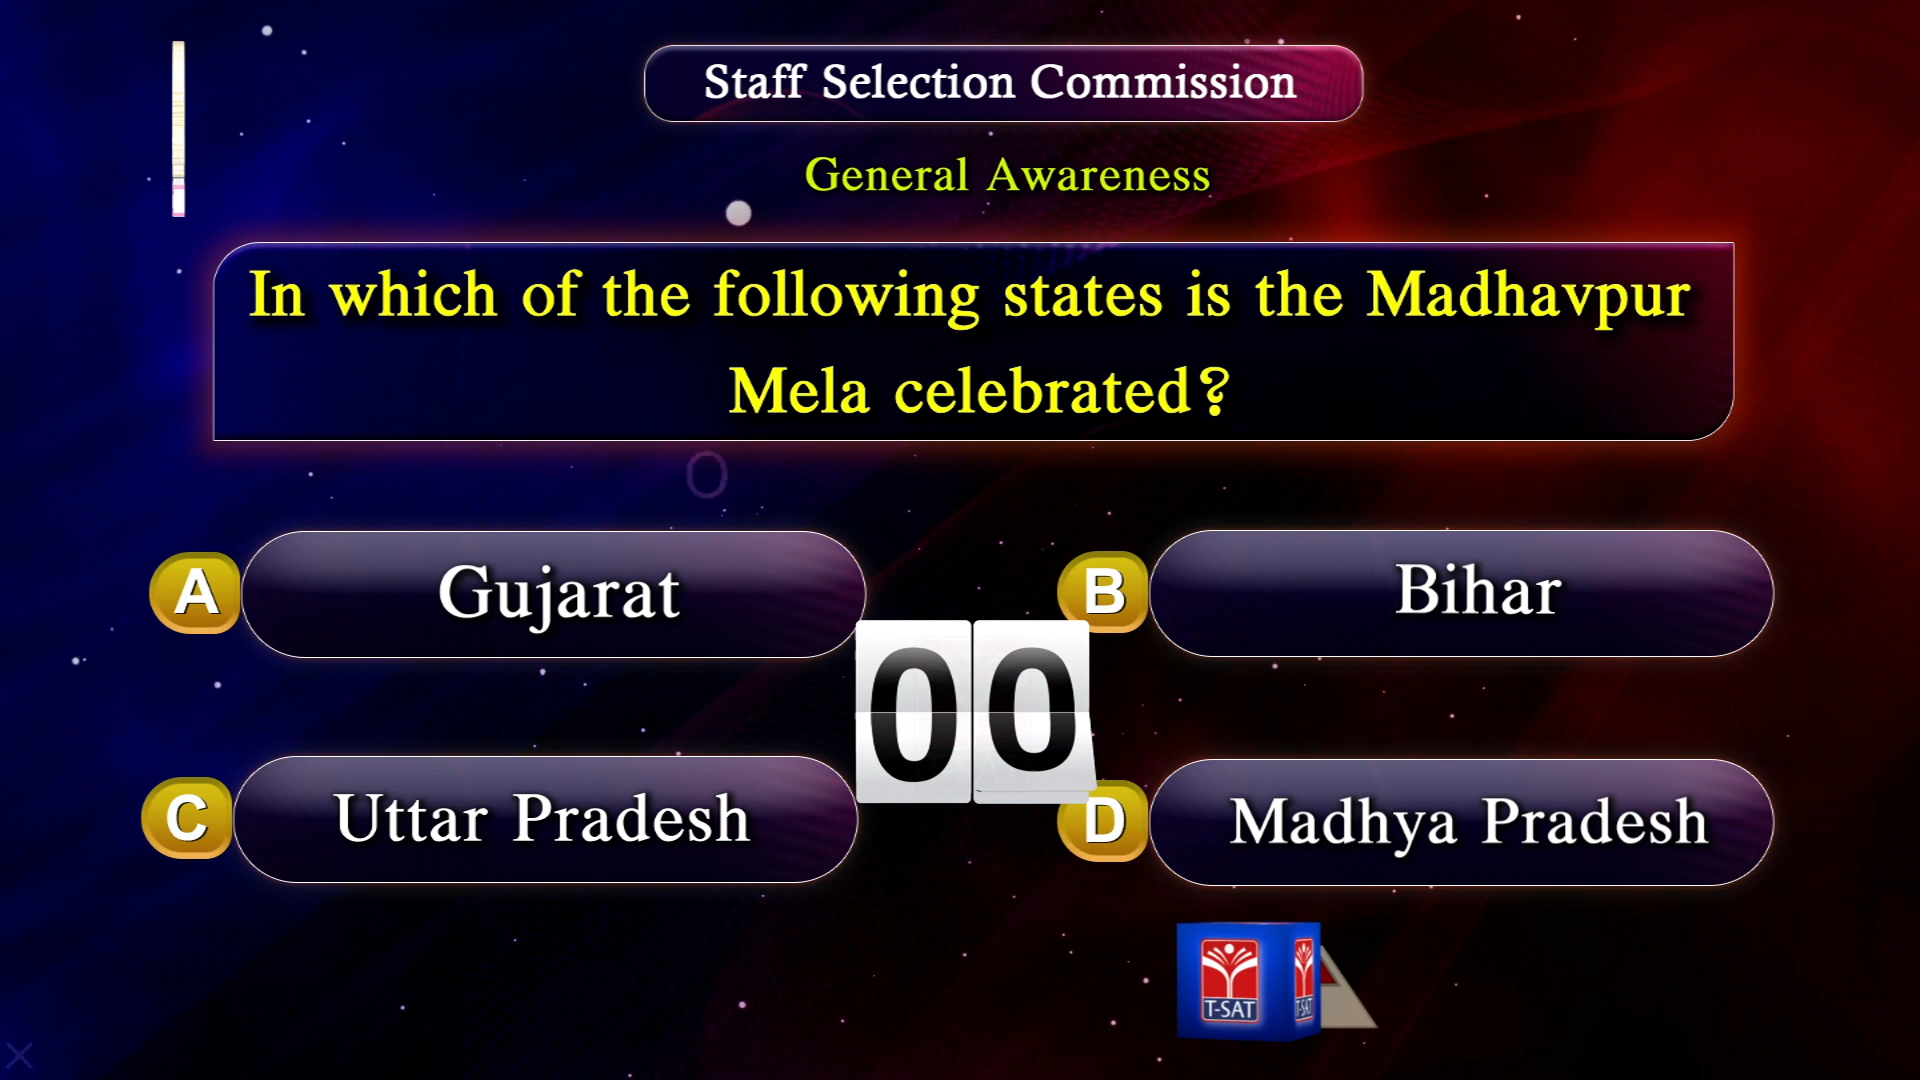 Staff Selection Commission
General Awareness
In which of the following states is the Madhavpur
Mela celebrated?
A Gujarat
B Bihar
00
C Uttar Pradesh
D Madhya Pradesh
T-SAT
T-SAT